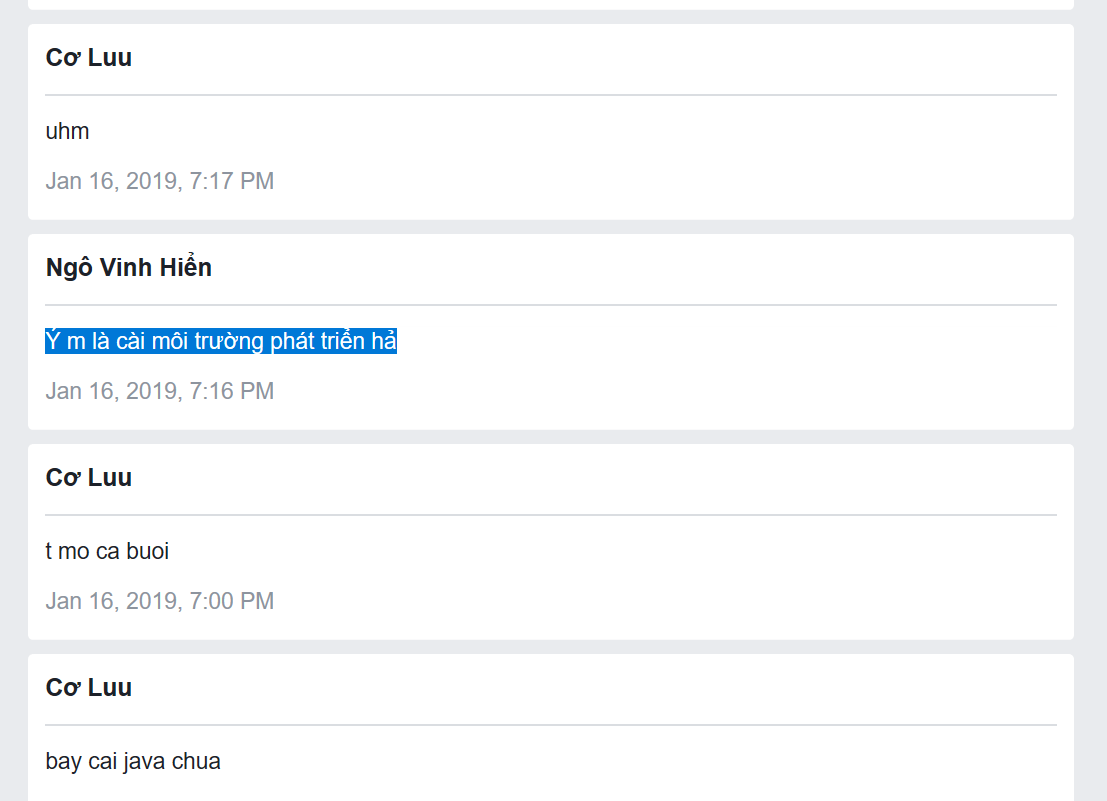 Cơ Luu
uhm
Jan 16, 2019, 7:17 PM
Ngô Vinh Hiển
Ý m là cài môi trường phát triển hả
Jan 16, 2019, 7:16 PM
Cơ Luu
t mo ca buoi
Jan 16, 2019, 7:00 PM
Cơ Luu
bay cai java chua